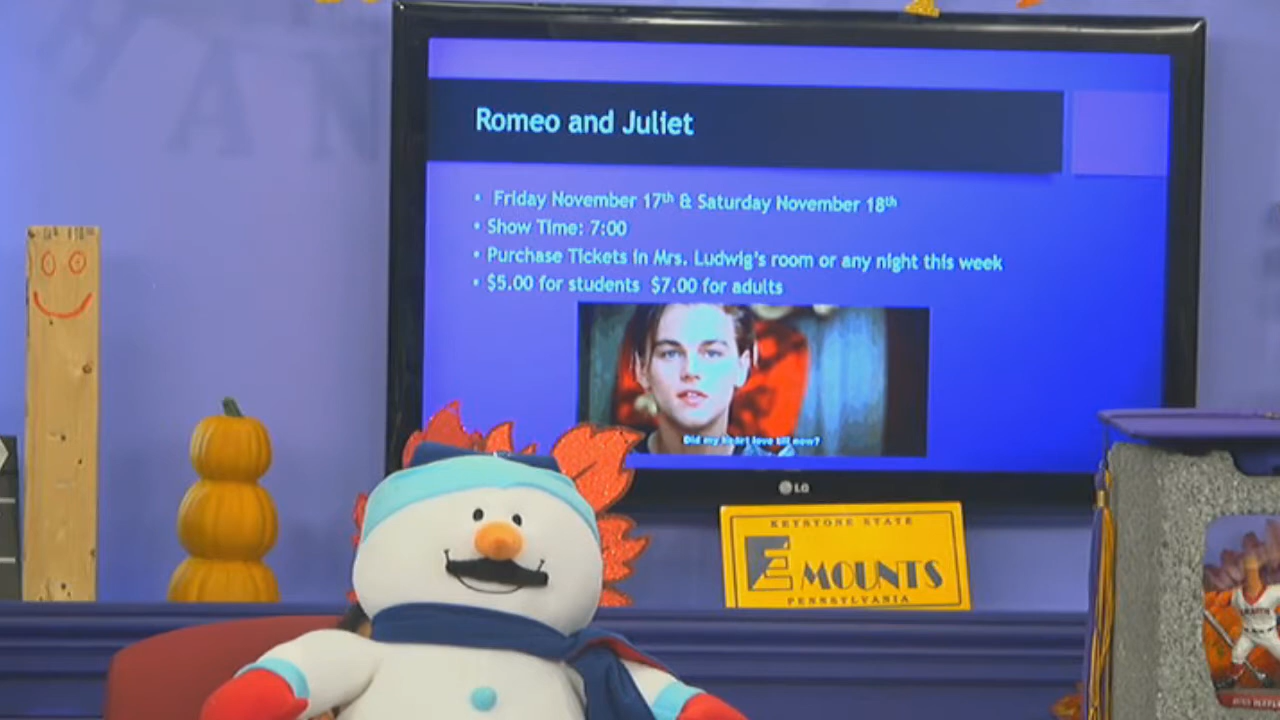 Romeo and Juliet
• Friday November 17th & Saturday November 18th
• Show Time: 7:00
• Purchase Tickets in Mrs. Ludwig's room or any night this week
• $5.00 for students $7.00 for adults
Did my heart love till now?
LG
KEYSTONE STATE
E MOUNTS
PENNSYLVANIA